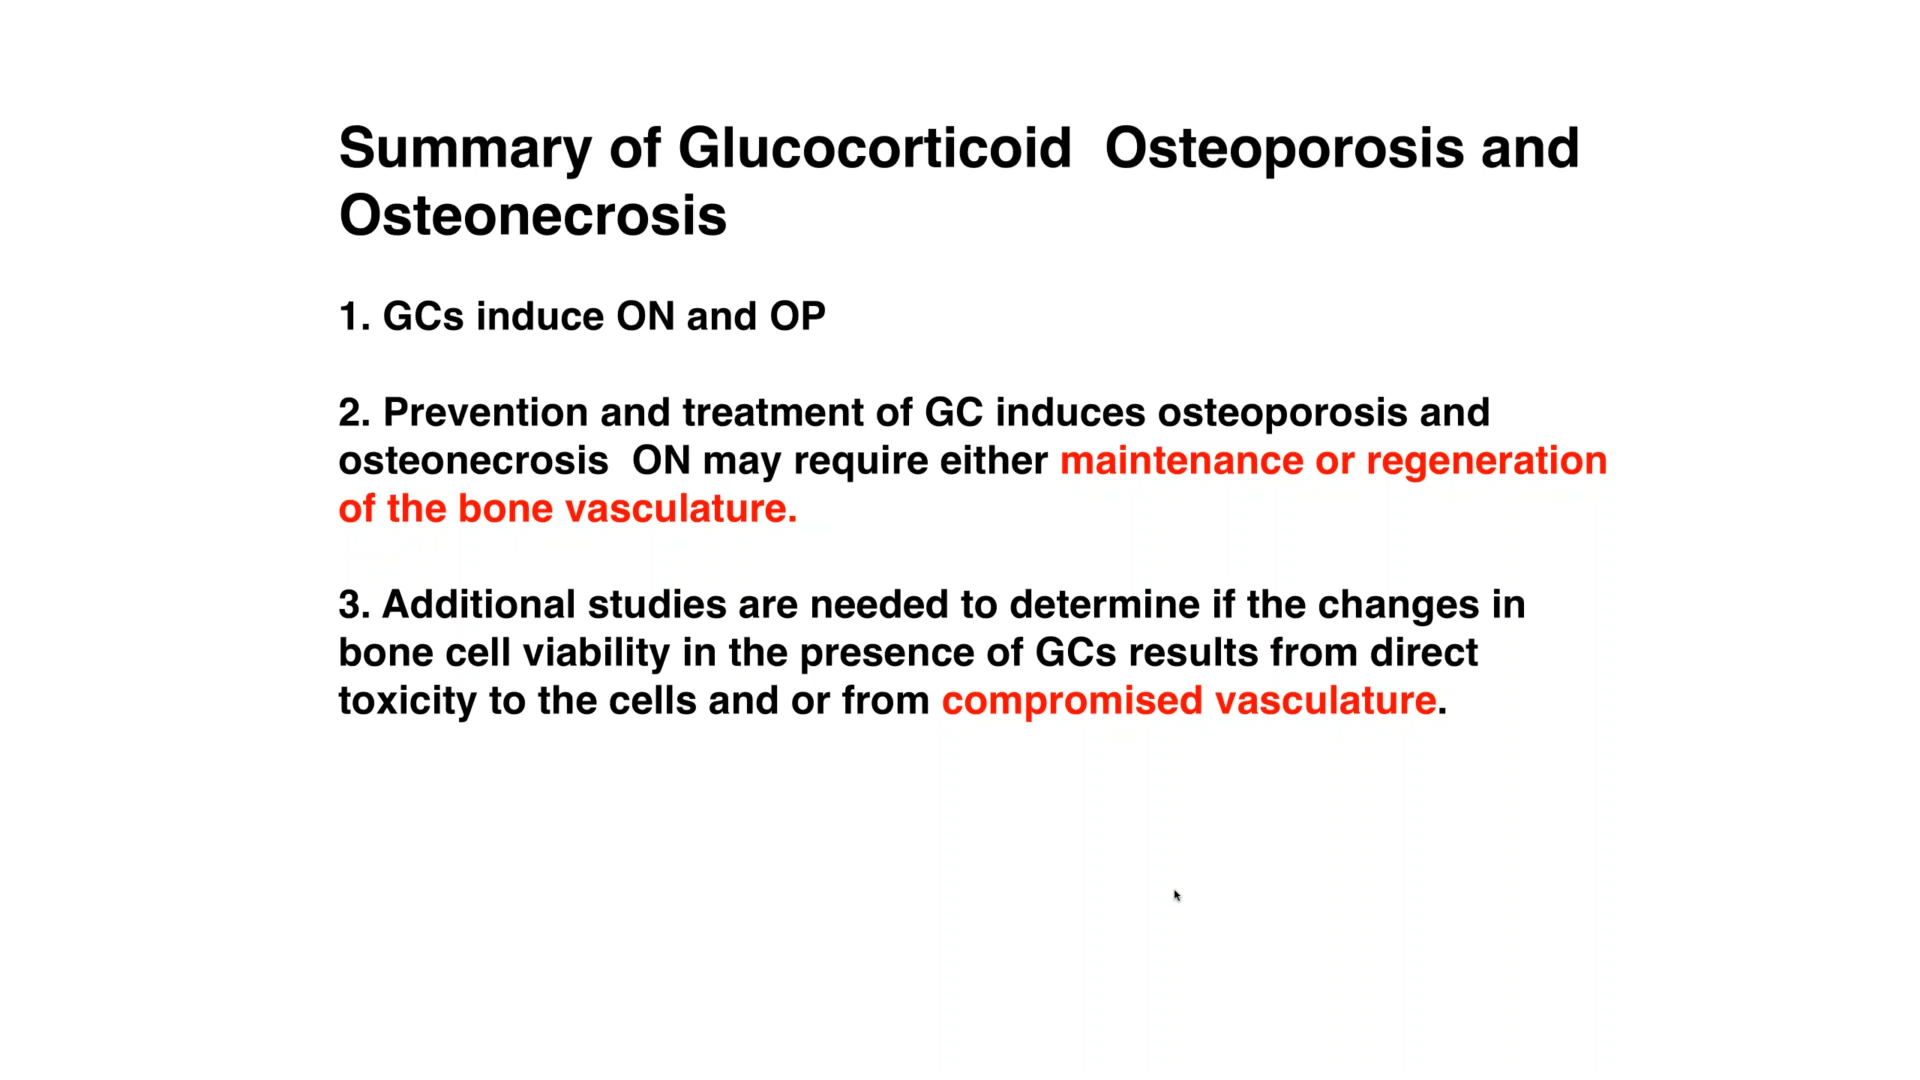 Summary of Glucocorticoid  Osteoporosis and
Osteonecrosis
1. GCs induce ON and OP
2. Prevention and treatment of GC induces osteoporosis and
osteonecrosis  ON may require either maintenance or regeneration
of the bone vasculature.
3. Additional studies are needed to determine if the changes in
bone cell viability in the presence of GCs results from direct
toxicity to the cells and or from compromised vasculature.